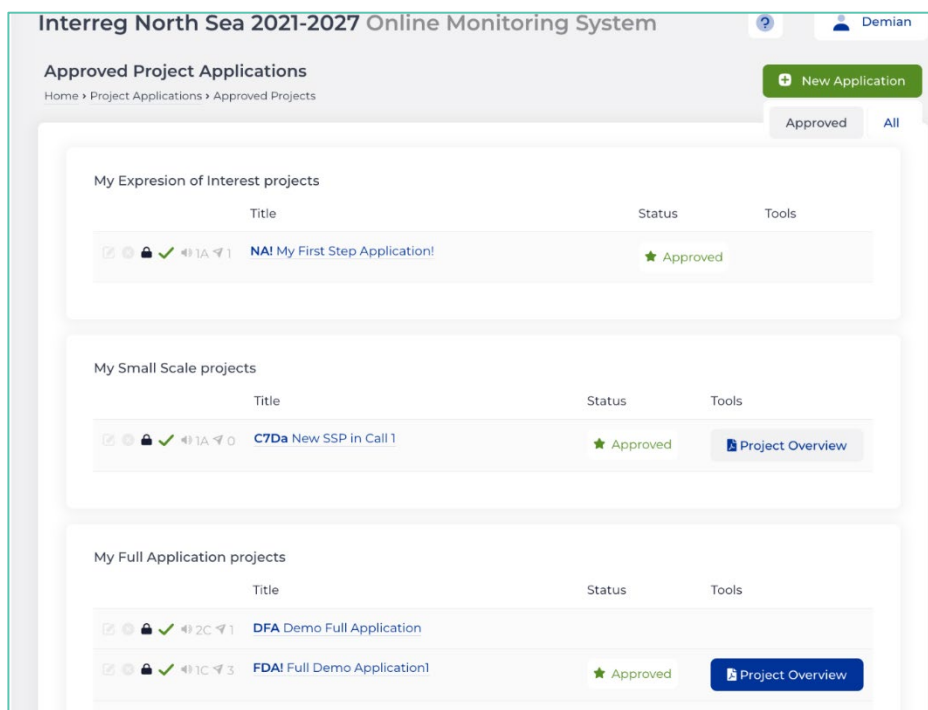 Interreg North Sea 2021-2027 Online Monitoring System
? Demian
Approved Project Applications
Home › Project Applications › Approved Projects
New Application
Approved All
My Expresion of Interest projects
Title Status Tools
1A 1 NA! My First Step Application! Approved
My Small Scale projects
Title Status Tools
1A 0 C7Da New SSP in Call 1 Approved Project Overview
My Full Application projects
Title Status Tools
2C 1 DFA Demo Full Application
1C 3 FDA! Full Demo Application1 Approved Project Overview